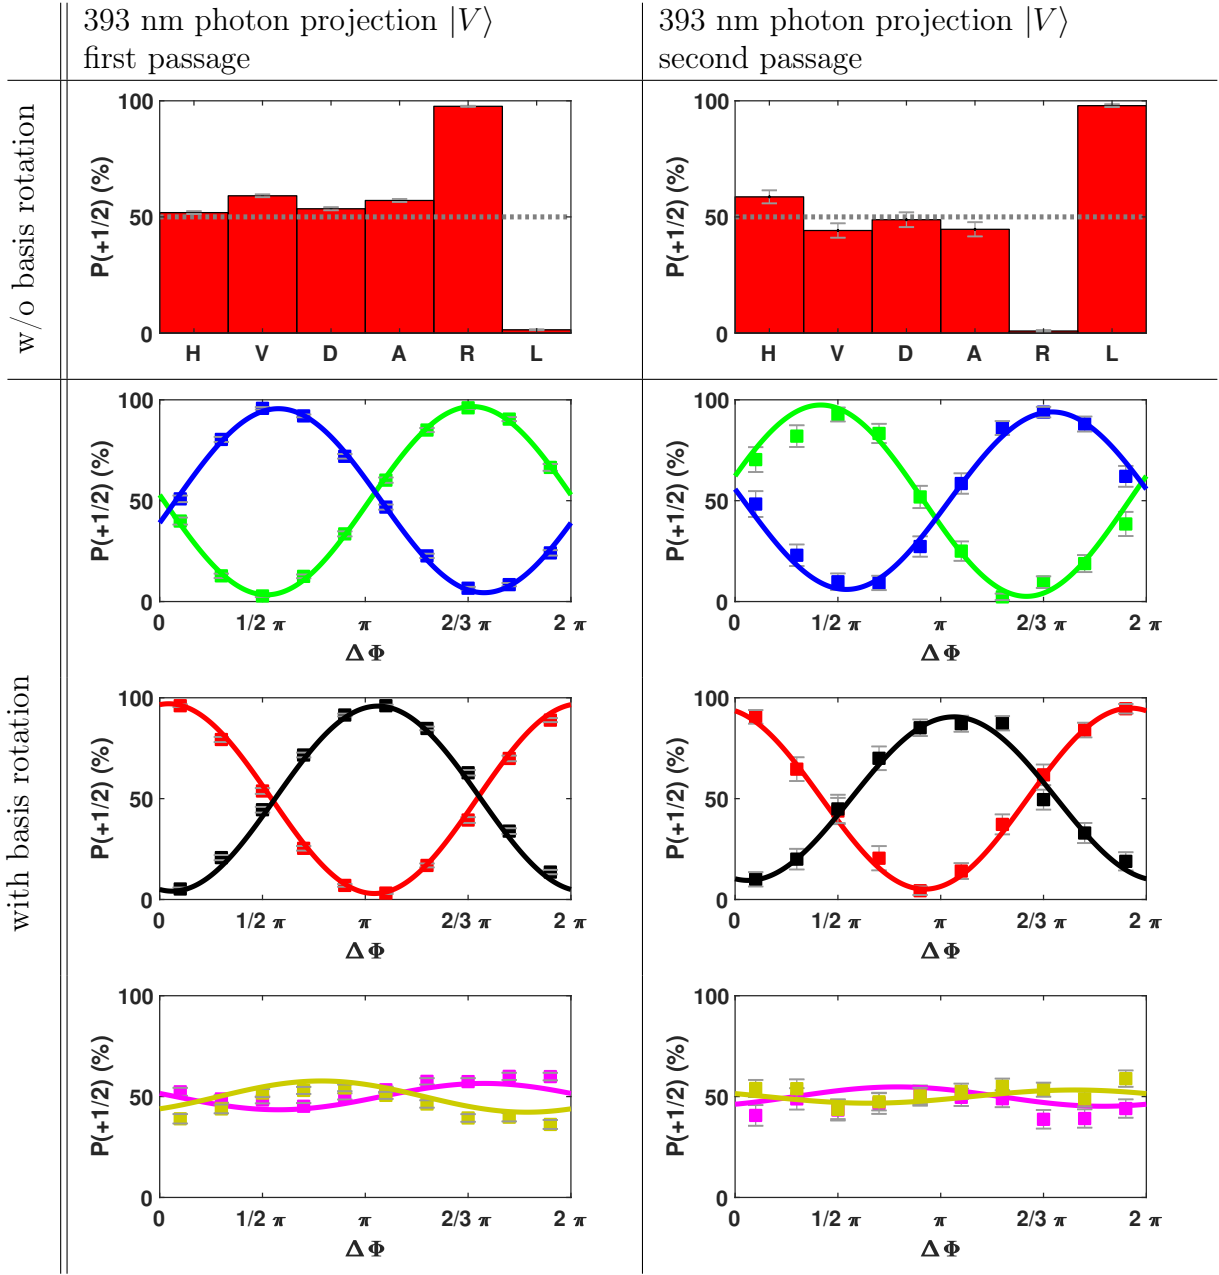 393 nm photon projection |V⟩
first passage
393 nm photon projection |V⟩
second passage
w/o basis rotation
100
50
0
P(+1/2) (%)
H V D A R L
100
50
0
P(+1/2) (%)
H V D A R L
with basis rotation
100
50
0
P(+1/2) (%)
0 1/2 π π 2/3 π 2 π
ΔΦ
100
50
0
P(+1/2) (%)
0 1/2 π π 2/3 π 2 π
ΔΦ
100
50
0
P(+1/2) (%)
0 1/2 π π 2/3 π 2 π
ΔΦ
100
50
0
P(+1/2) (%)
0 1/2 π π 2/3 π 2 π
ΔΦ
100
50
0
P(+1/2) (%)
0 1/2 π π 2/3 π 2 π
ΔΦ
100
50
0
P(+1/2) (%)
0 1/2 π π 2/3 π 2 π
ΔΦ